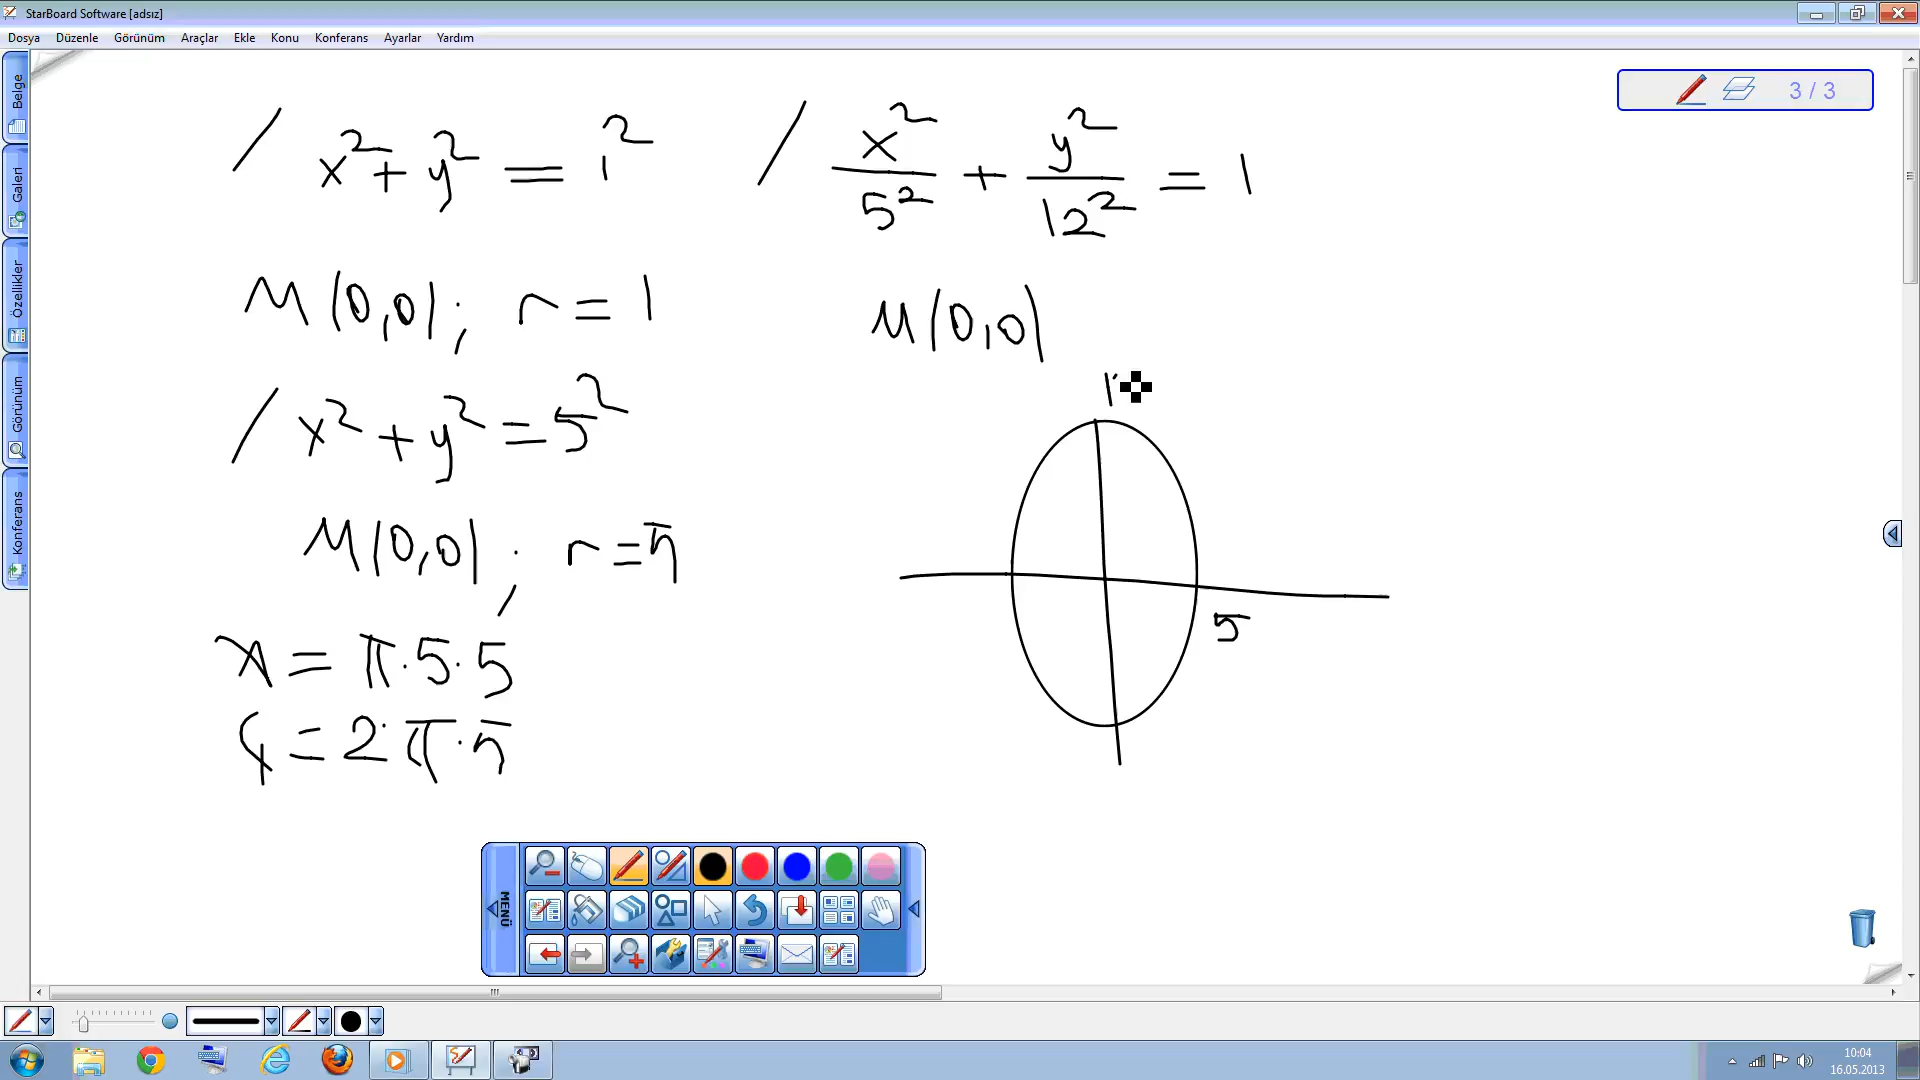 StarBoard Software [adsız]
Dosya Düzenle Görünüm Araçlar Ekle Konu Konferans Ayarlar Yardım
Belge
Galeri
Özellikler
Görünüm
Konferans
3 / 3
/ x² + y² = 1²
M(0,0); r = 1
/ x² + y² = 5²
M(0,0); r = 5
= π·5·5
Ç = 2·π·5
/ x²/5² + y²/12² = 1
M(0,0)
1
5
MENÜ
10:04
16.05.2013